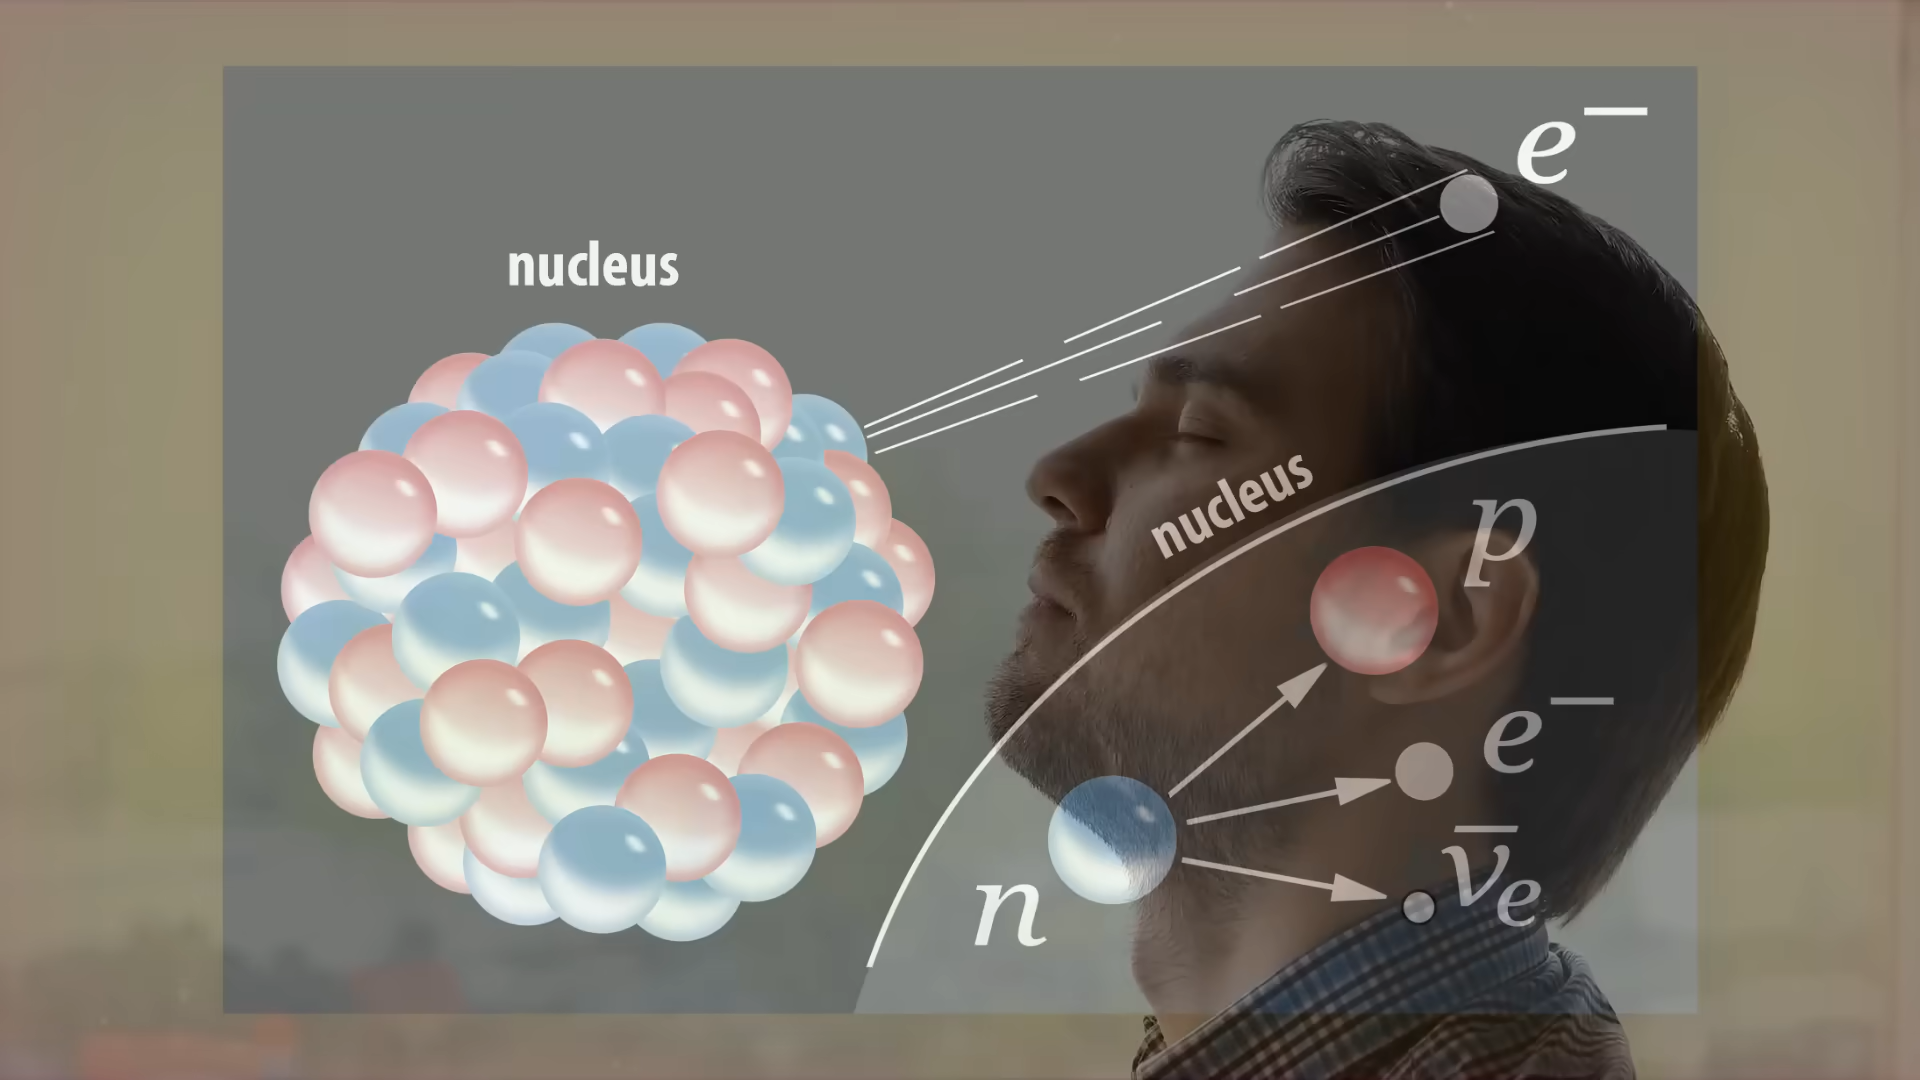 e⁻
nucleus
nucleus
p
e⁻
ν̅ₑ
n